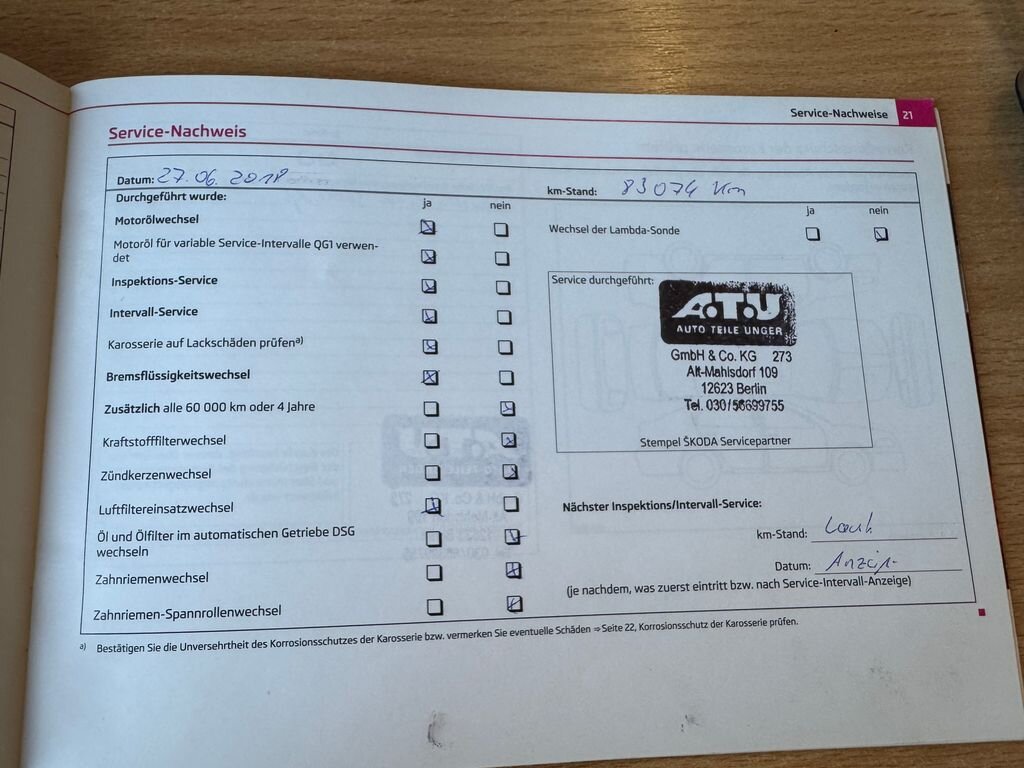 Service-Nachweise 21
Service-Nachweis
Datum: 27.06.2018
km-Stand: 83074 km
Durchgeführt wurde:
ja nein
Motorölwechsel
Motoröl für variable Service-Intervalle QG1 verwen-
det
Inspektions-Service
Intervall-Service
Karosserie auf Lackschäden prüfena)
Bremsflüssigkeitswechsel
Zusätzlich alle 60 000 km oder 4 Jahre
Kraftstofffilterwechsel
Zündkerzenwechsel
Luftfiltereinsatzwechsel
Öl und Ölfilter im automatischen Getriebe DSG
wechseln
Zahnriemenwechsel
Zahnriemen-Spannrollenwechsel
ja nein
Wechsel der Lambda-Sonde
Service durchgeführt:
A.T.U
AUTO TEILE UNGER
GmbH & Co. KG 273
Alt-Mahlsdorf 109
12623 Berlin
Tel. 030/56699755
Stempel ŠKODA Servicepartner
Nächster Inspektions/Intervall-Service:
km-Stand: Laut
Datum: Anzeige
(je nachdem, was zuerst eintritt bzw. nach Service-Intervall-Anzeige)
a) Bestätigen Sie die Unversehrtheit des Korrosionsschutzes der Karosserie bzw. vermerken Sie eventuelle Schäden ⇒ Seite 22, Korrosionsschutz der Karosserie prüfen.